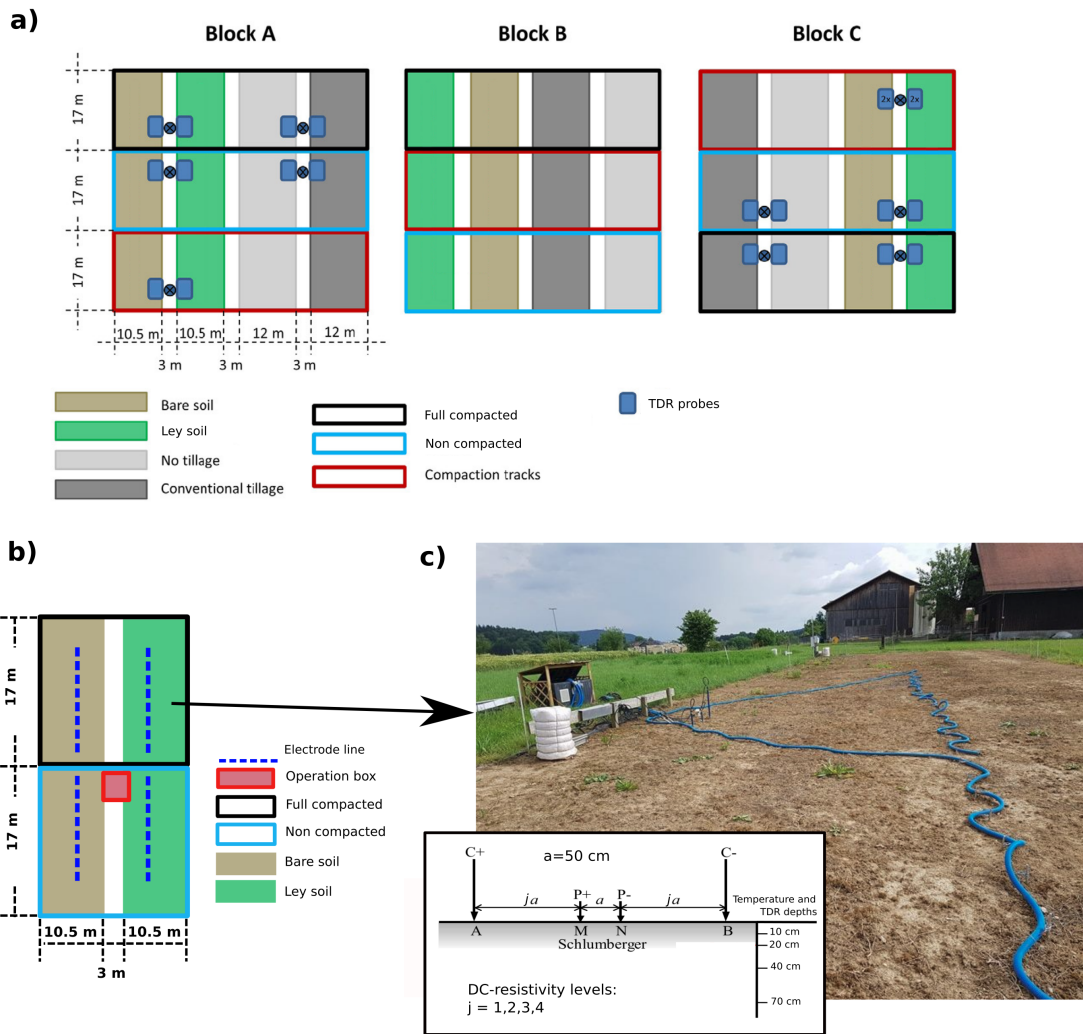 a)
Block A
Block B
Block C
17 m
17 m
17 m
2x 2x
10.5 m 10.5 m 12 m 12 m
3 m 3 m 3 m
Bare soil
Ley soil
No tillage
Conventional tillage
Full compacted
Non compacted
Compaction tracks
TDR probes
b)
17 m
17 m
10.5 m 10.5 m
3 m
Electrode line
Operation box
Full compacted
Non compacted
Bare soil
Ley soil
c)
C+ a=50 cm C-
ja P+ a P- ja
A M N B
Schlumberger
Temperature and
TDR depths
10 cm
20 cm
40 cm
70 cm
DC-resistivity levels:
j = 1,2,3,4